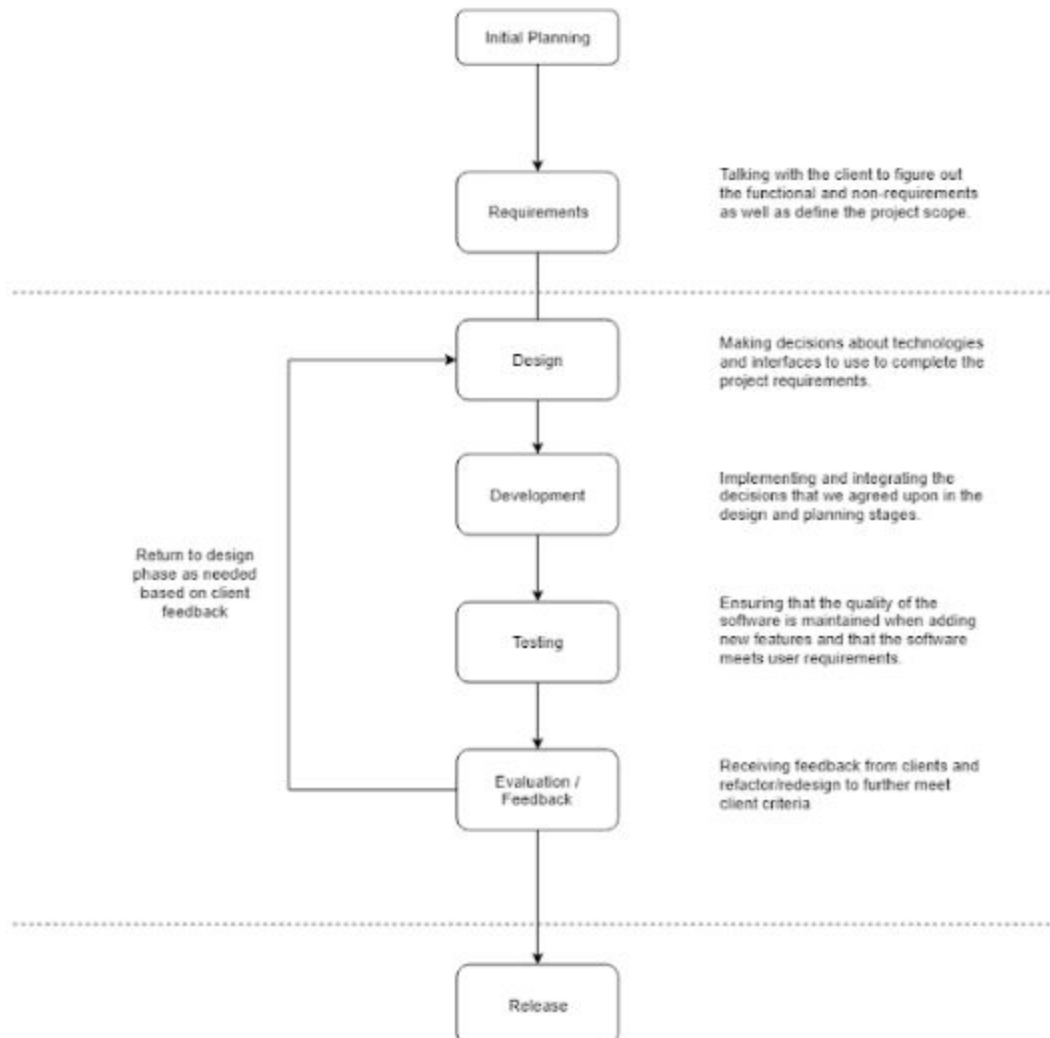 Initial Planning
Requirements
Talking with the client to figure out
the functional and non-requirements
as well as define the project scope.
Design
Making decisions about technologies
and interfaces to use to complete the
project requirements.
Development
Implementing and integrating the
decisions that we agreed upon in the
design and planning stages.
Return to design
phase as needed
based on client
feedback
Testing
Ensuring that the quality of the
software is maintained when adding
new features and that the software
meets user requirements.
Evaluation /
Feedback
Receiving feedback from clients and
refactor/redesign to further meet
client criteria
Release